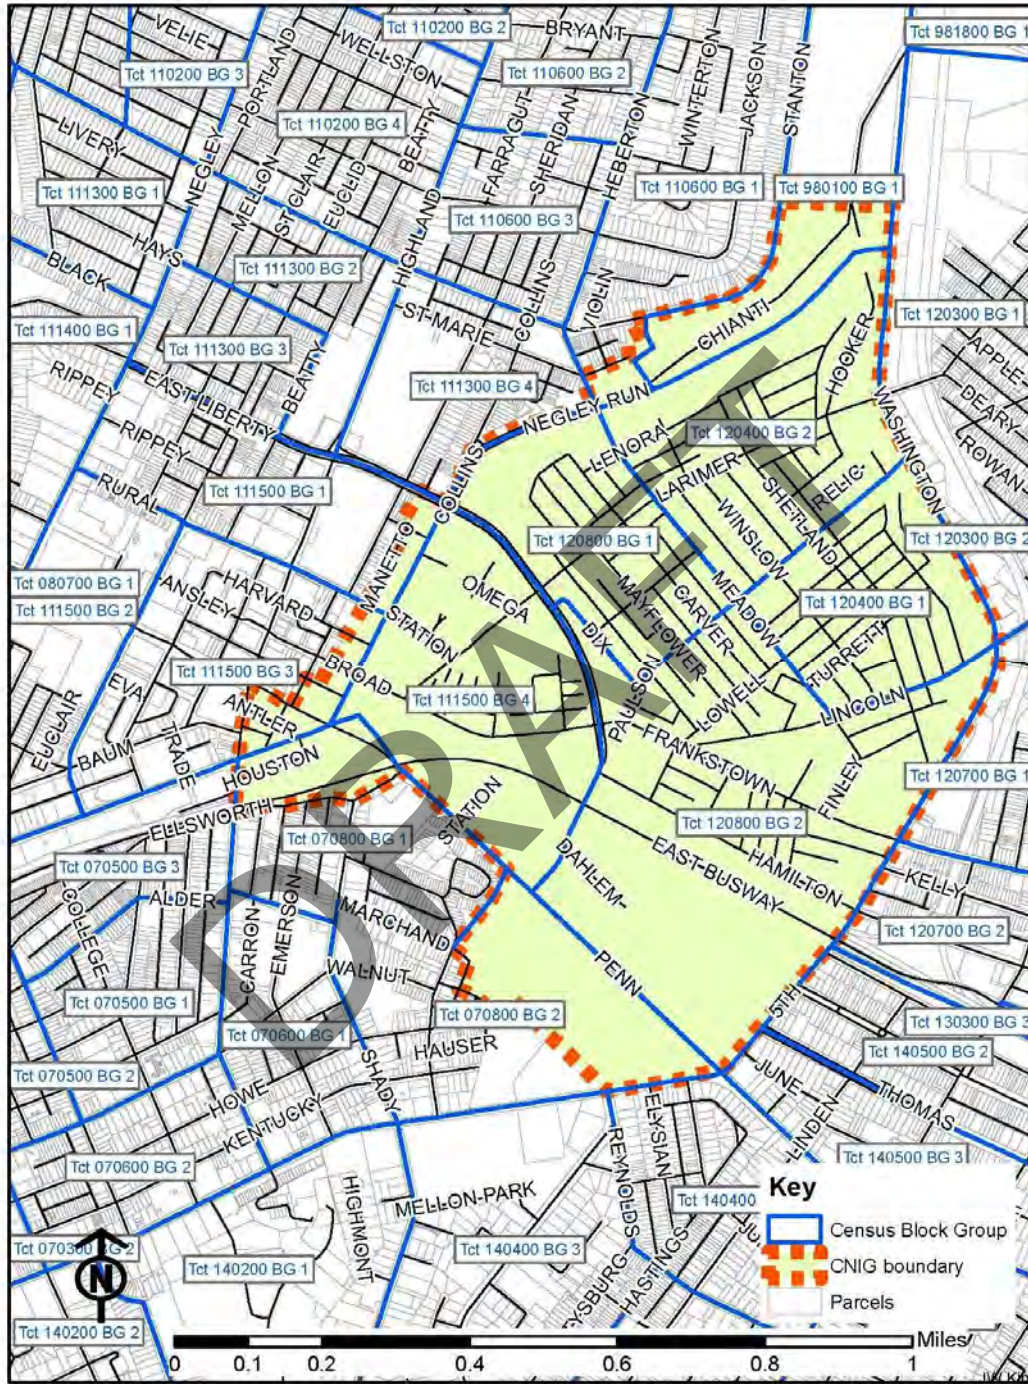 Tct 110200 BG 2
BRYANT
Tct 981800 BG 1
VELIE
WELLSTON
PORTLAND
Tct 110200 BG 3
Tct 110600 BG 2
WINTERTON
JACKSON
STANTON
Tct 110200 BG 4
BEATTY
FARRAGUT
SHERIDAN
HEBERTON
LIVERY
NEGLEY
MELLON
ST CLAIR
EUCLID
Tct 111300 BG 1
Tct 110600 BG 1
Tct 980100 BG 1
Tct 110600 BG 3
HAYS
BLACK
Tct 111300 BG 2
HIGHLAND
COLLINS
VIOLIN
ST-MARIE
CHIANTI
HOOKER
Tct 120300 BG 1
Tct 111400 BG 1
Tct 111300 BG 3
APPLE
RIPPEY
EAST-LIBERTY
BEATTY
Tct 111300 BG 4
NEGLEY RUN
WASHINGTON
DEARY
ROWAN
RIPPEY
LENORA
Tct 120400 BG 2
COLLINS
LARIMER
RURAL
Tct 111500 BG 1
SHETLAND
RELIC
WINSLOW
MANETTO
Tct 120800 BG 1
Tct 120300 BG 2
Tct 080700 BG 1
Tct 111500 BG 2
HARVARD
ANSLEY
OMEGA
MAYFLOWER
CARVER
MEADOW
Tct 120400 BG 1
STATION
DIX
TURRETT
Tct 111500 BG 3
BROAD
EVA
Tct 111500 BG 4
PAULSON
LOWELL
LINCOLN
EUCLAIR
BAUM
TRADE
ANTLER
HOUSTON
FRANKSTOWN
FINLEY
Tct 120700 BG 1
ELLSWORTH
STATION
Tct 070800 BG 1
Tct 120800 BG 2
Tct 070500 BG 3
DAHLEM
EAST-BUSWAY
HAMILTON
KELLY
COLLEGE
ALDER
CARRON
EMERSON
MARCHAND
Tct 120700 BG 2
WALNUT
PENN
5TH
Tct 070500 BG 1
Tct 070800 BG 2
Tct 130300 BG 3
Tct 070600 BG 1
HAUSER
Tct 140500 BG 2
Tct 070500 BG 2
SHADY
JUNE
THOMAS
HOWE
KENTUCKY
ELYSIAN
LINDEN
REYNOLDS
Tct 140500 BG 3
Tct 070600 BG 2
HIGHMONT
MELLON-PARK
Tct 140400
Key
Census Block Group
Tct 070300 BG 2
Tct 140200 BG 1
Tct 140400 BG 3
HASTINGS
CNIG boundary
N
Parcels
Tct 140200 BG 2
Miles
0 0.1 0.2 0.4 0.6 0.8 1
DRAFT